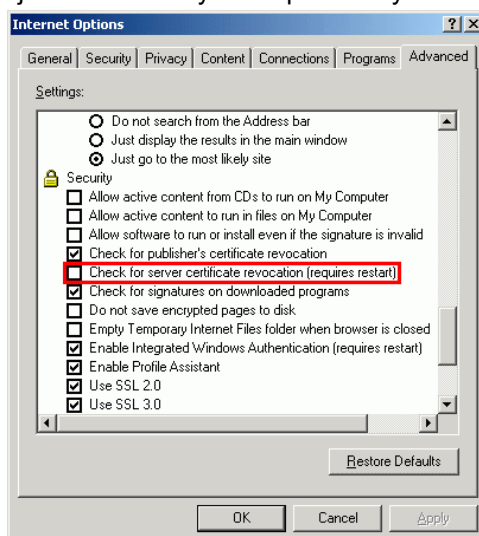 Internet Options
General Security Privacy Content Connections Programs Advanced
Settings:
Do not search from the Address bar
Just display the results in the main window
Just go to the most likely site
Security
Allow active content from CDs to run on My Computer
Allow active content to run in files on My Computer
Allow software to run or install even if the signature is invalid
Check for publisher's certificate revocation
Check for server certificate revocation (requires restart)
Check for signatures on downloaded programs
Do not save encrypted pages to disk
Empty Temporary Internet Files folder when browser is closed
Enable Integrated Windows Authentication (requires restart)
Enable Profile Assistant
Use SSL 2.0
Use SSL 3.0
Restore Defaults
OK Cancel Apply